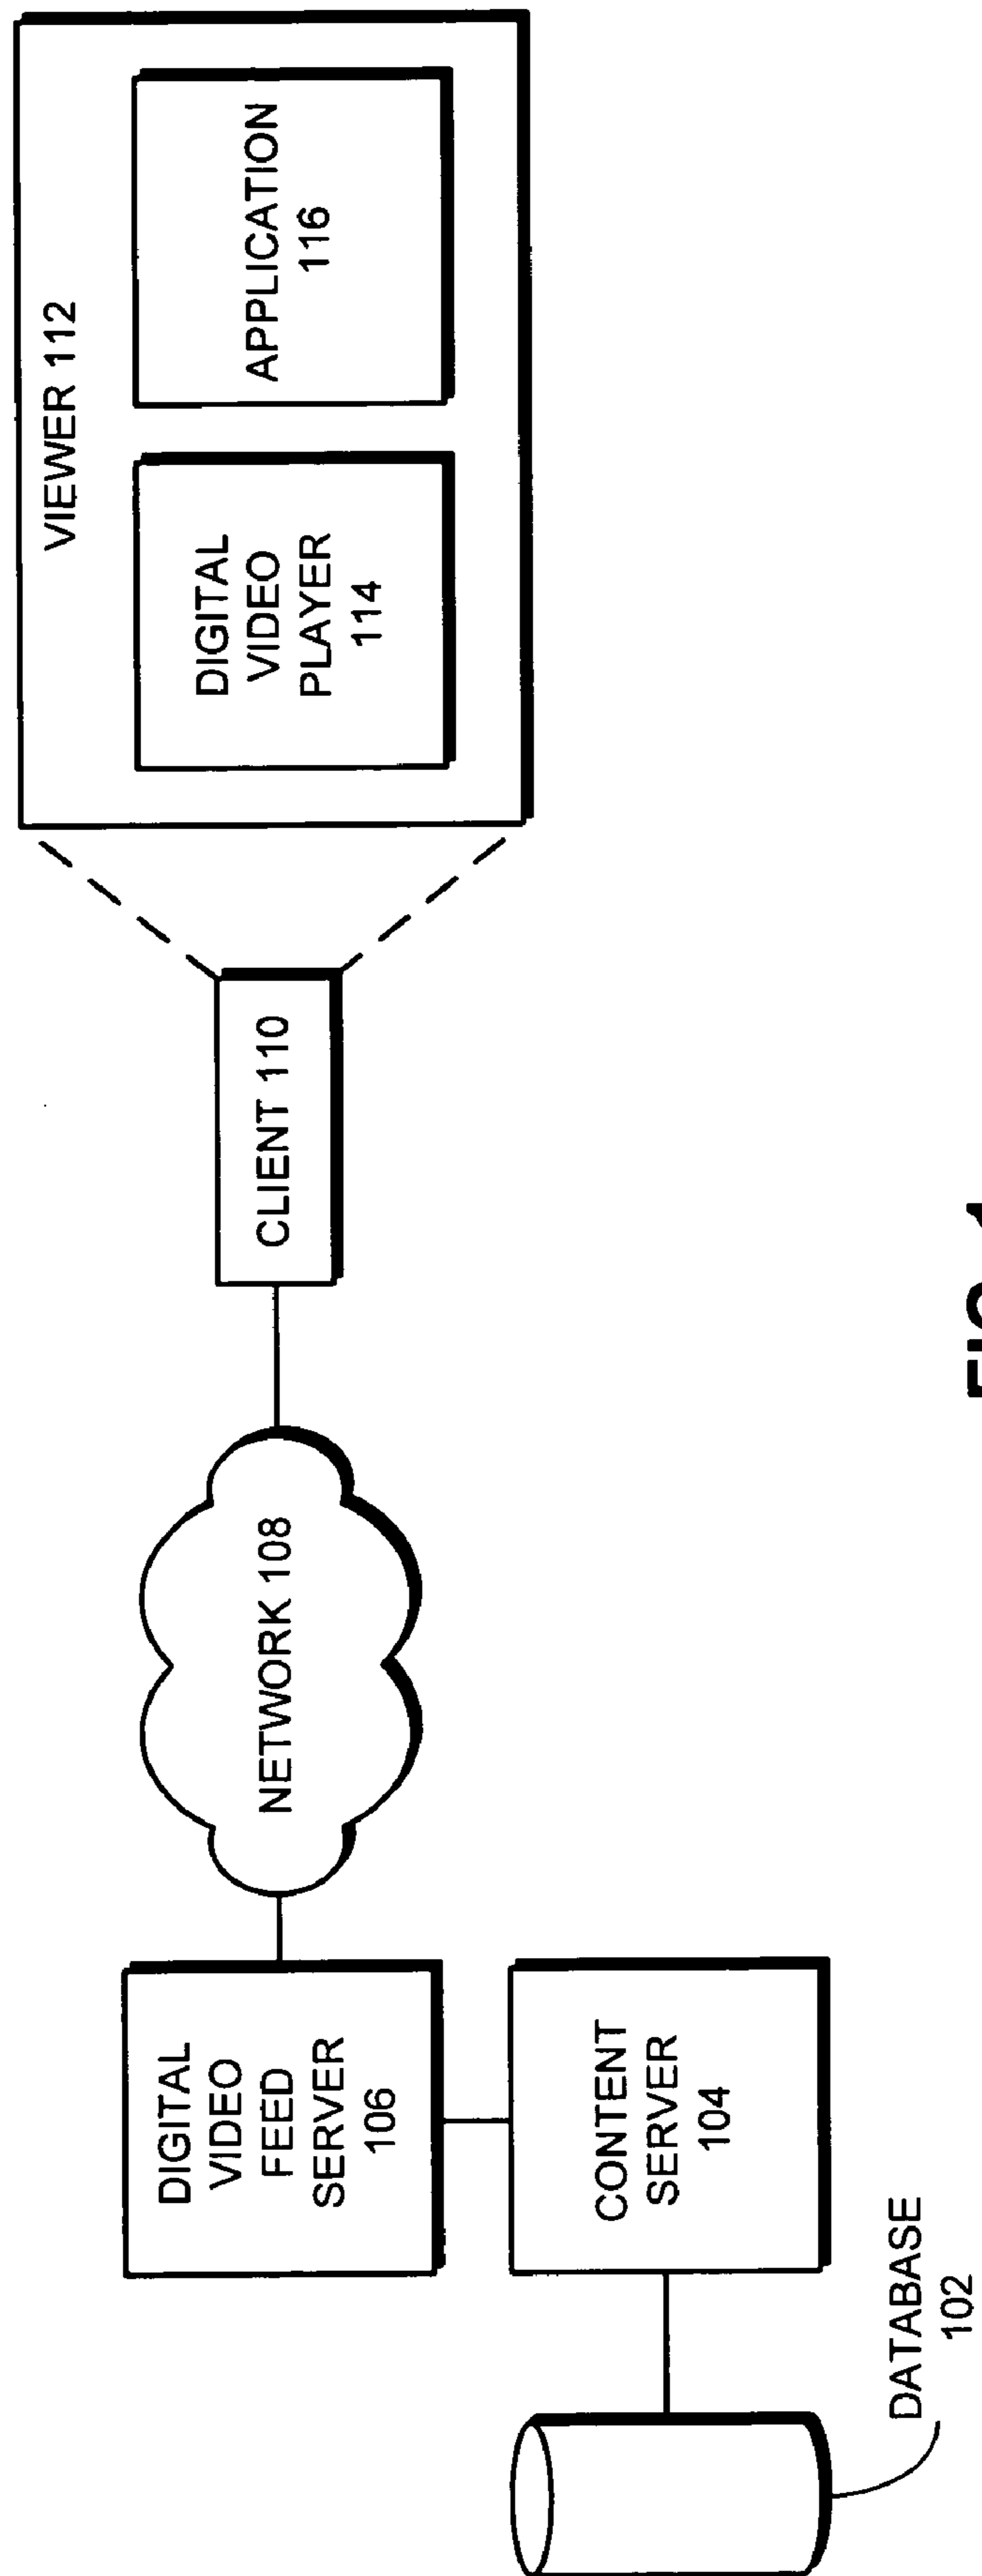 DIGITAL
VIDEO
FEED
SERVER
106
CONTENT
SERVER
104
DATABASE
102
NETWORK 108
CLIENT 110
VIEWER 112
DIGITAL
VIDEO
PLAYER
114
APPLICATION
116